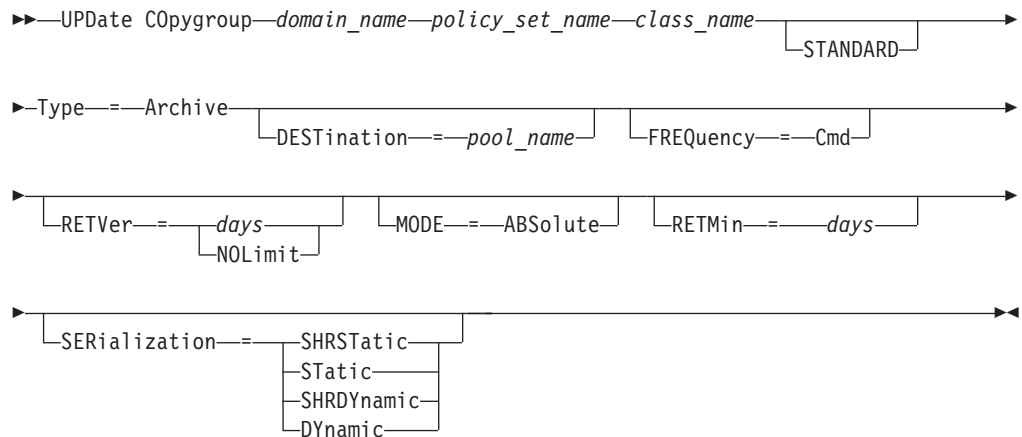 UPDate COpygroup domain_name policy_set_name class_name
STANDARD
Type = Archive
DESTination = pool_name
FREQuency = Cmd
RETVer = days
NOLimit
MODE = ABSolute
RETMin = days
SERialization = SHRSTatic
STatic
SHRDYnamic
DYnamic